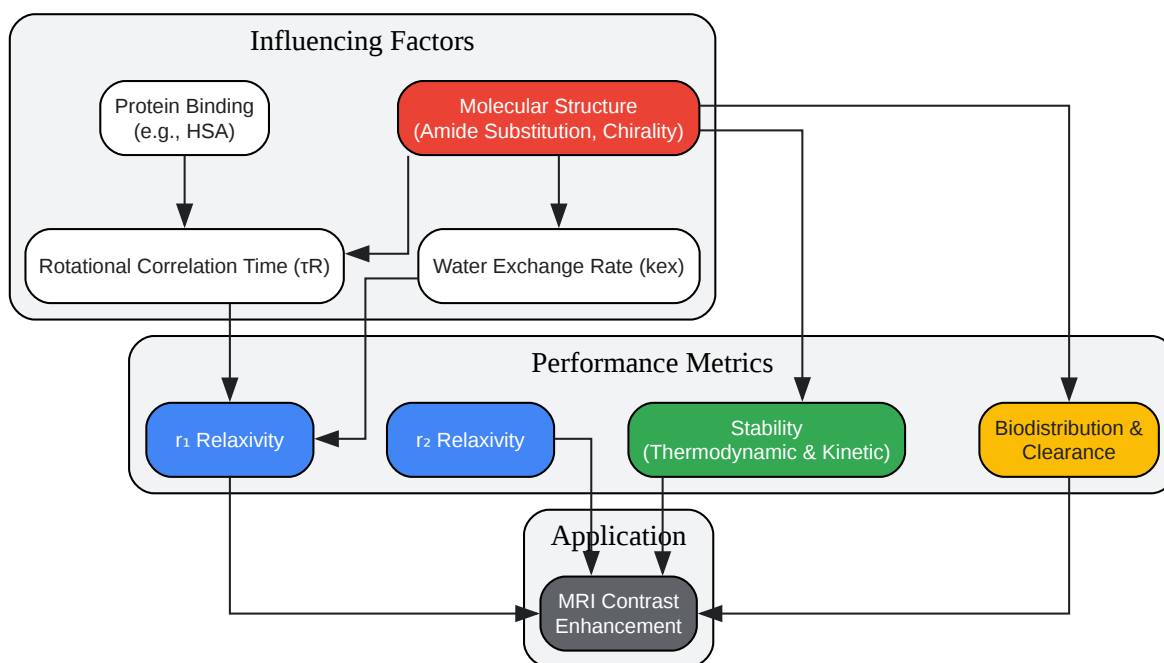 Influencing Factors
Protein Binding
(e.g., HSA)
Molecular Structure
(Amide Substitution, Chirality)
Rotational Correlation Time (τR)
Water Exchange Rate (kex)
Performance Metrics
r₁ Relaxivity
r₂ Relaxivity
Stability
(Thermodynamic & Kinetic)
Biodistribution &
Clearance
Application
MRI Contrast
Enhancement